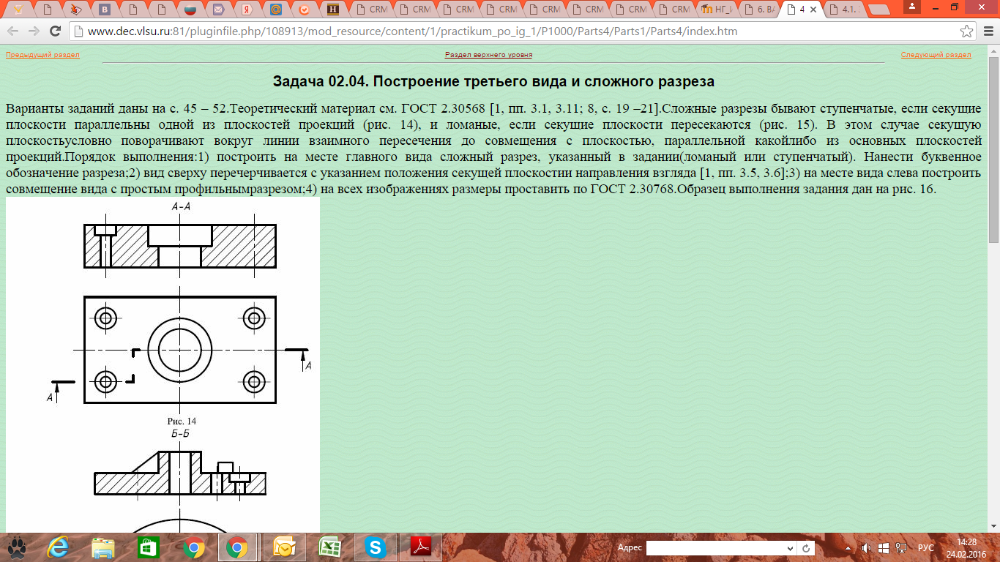 CRM
CRM
CRM
CRM
CRM
CRM
CRM
CRM
НГ_И
6. ВА
4
4.1.
www.dec.vlsu.ru:81/pluginfile.php/108913/mod_resource/content/1/practikum_po_ig_1/P1000/Parts4/Parts1/Parts4/index.htm
Предыдущий раздел
Раздел верхнего уровня
Следующий раздел
Задача 02.04. Построение третьего вида и сложного разреза
Варианты заданий даны на с. 45 – 52.Теоретический материал см. ГОСТ 2.30568 [1, пп. 3.1, 3.11; 8, с. 19 –21].Сложные разрезы бывают ступенчатые, если секущие
плоскости параллельны одной из плоскостей проекций (рис. 14), и ломаные, если секущие плоскости пересекаются (рис. 15). В этом случае секущую
плоскостьусловно поворачивают вокруг линии взаимного пересечения до совмещения с плоскостью, параллельной какойлибо из основных плоскостей
проекций.Порядок выполнения:1) построить на месте главного вида сложный разрез, указанный в задании(ломаный или ступенчатый). Нанести буквенное
обозначение разреза;2) вид сверху перечерчивается с указанием положения секущей плоскостии направления взгляда [1, пп. 3.5, 3.6];3) на месте вида слева построить
совмещение вида с простым профильнымразрезом;4) на всех изображениях размеры проставить по ГОСТ 2.30768.Образец выполнения задания дан на рис. 16.
А-А
А
А
Рис. 14
Б-Б
Адрес
РУС
14:28
24.02.2016